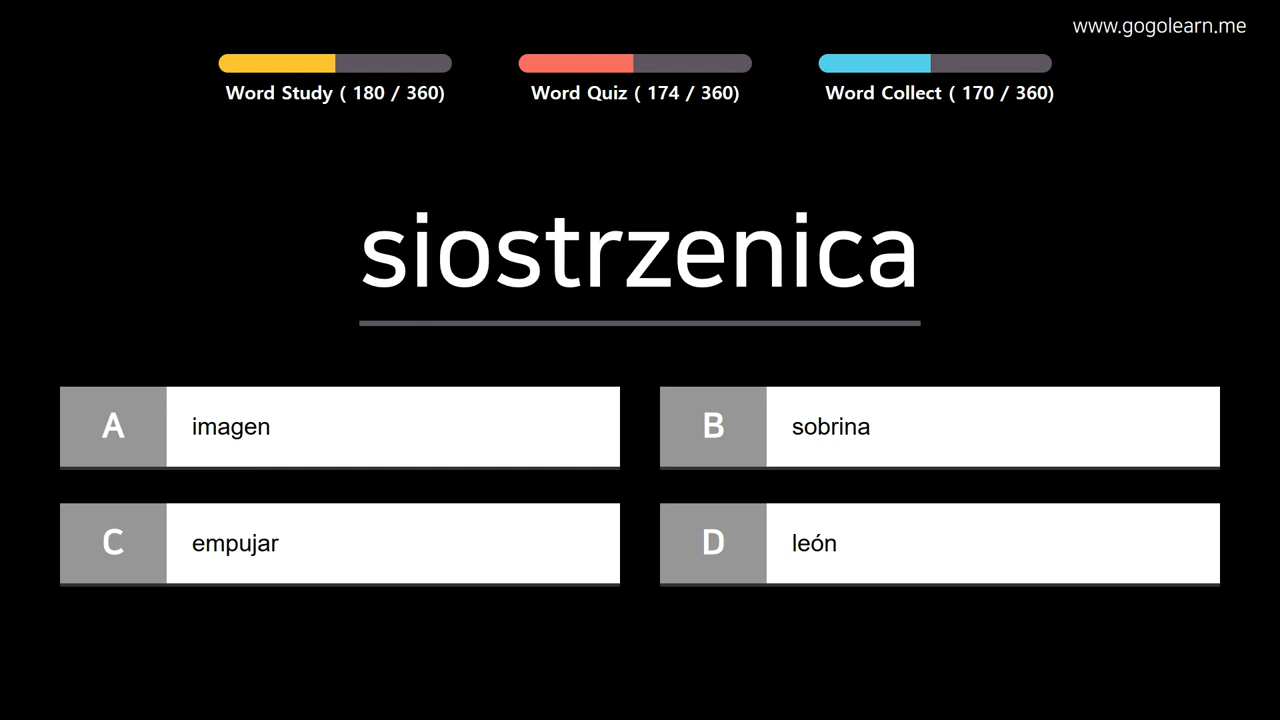 www.gogolearn.me
Word Study ( 180 / 360)
Word Quiz ( 174 / 360)
Word Collect ( 170 / 360)
siostrzenica
A imagen
B sobrina
C empujar
D león